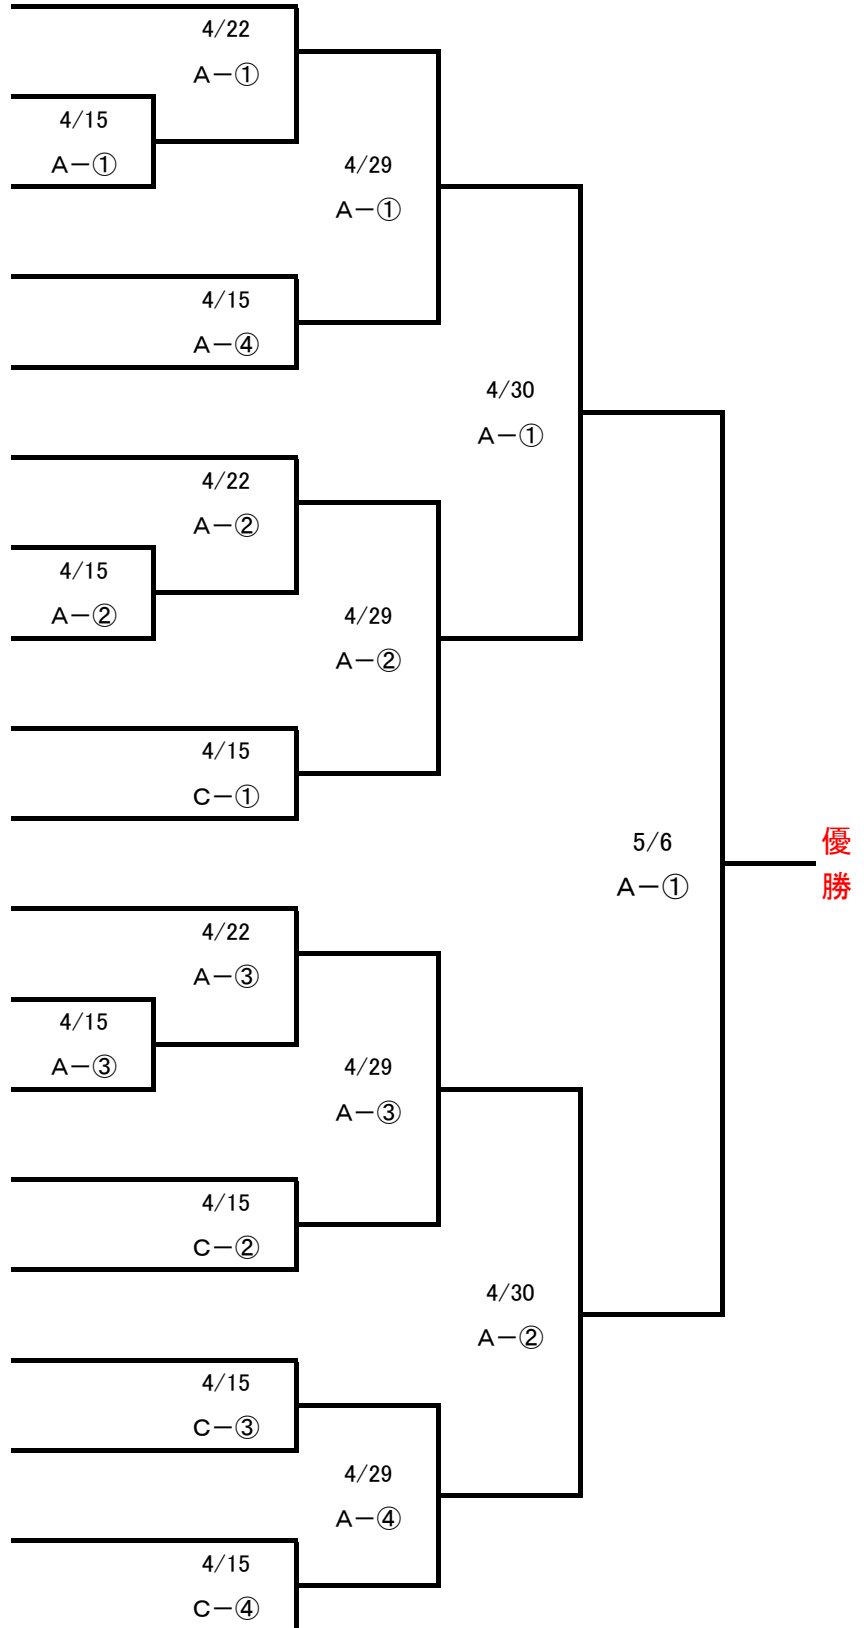 4/22
A－①
4/15
A－①
4/29
A－①
4/15
A－④
4/30
A－①
4/22
A－②
4/15
A－②
4/29
A－②
4/15
C－①
5/6
A－①
優
勝
4/22
A－③
4/15
A－③
4/29
A－③
4/15
C－②
4/30
A－②
4/15
C－③
4/29
A－④
4/15
C－④